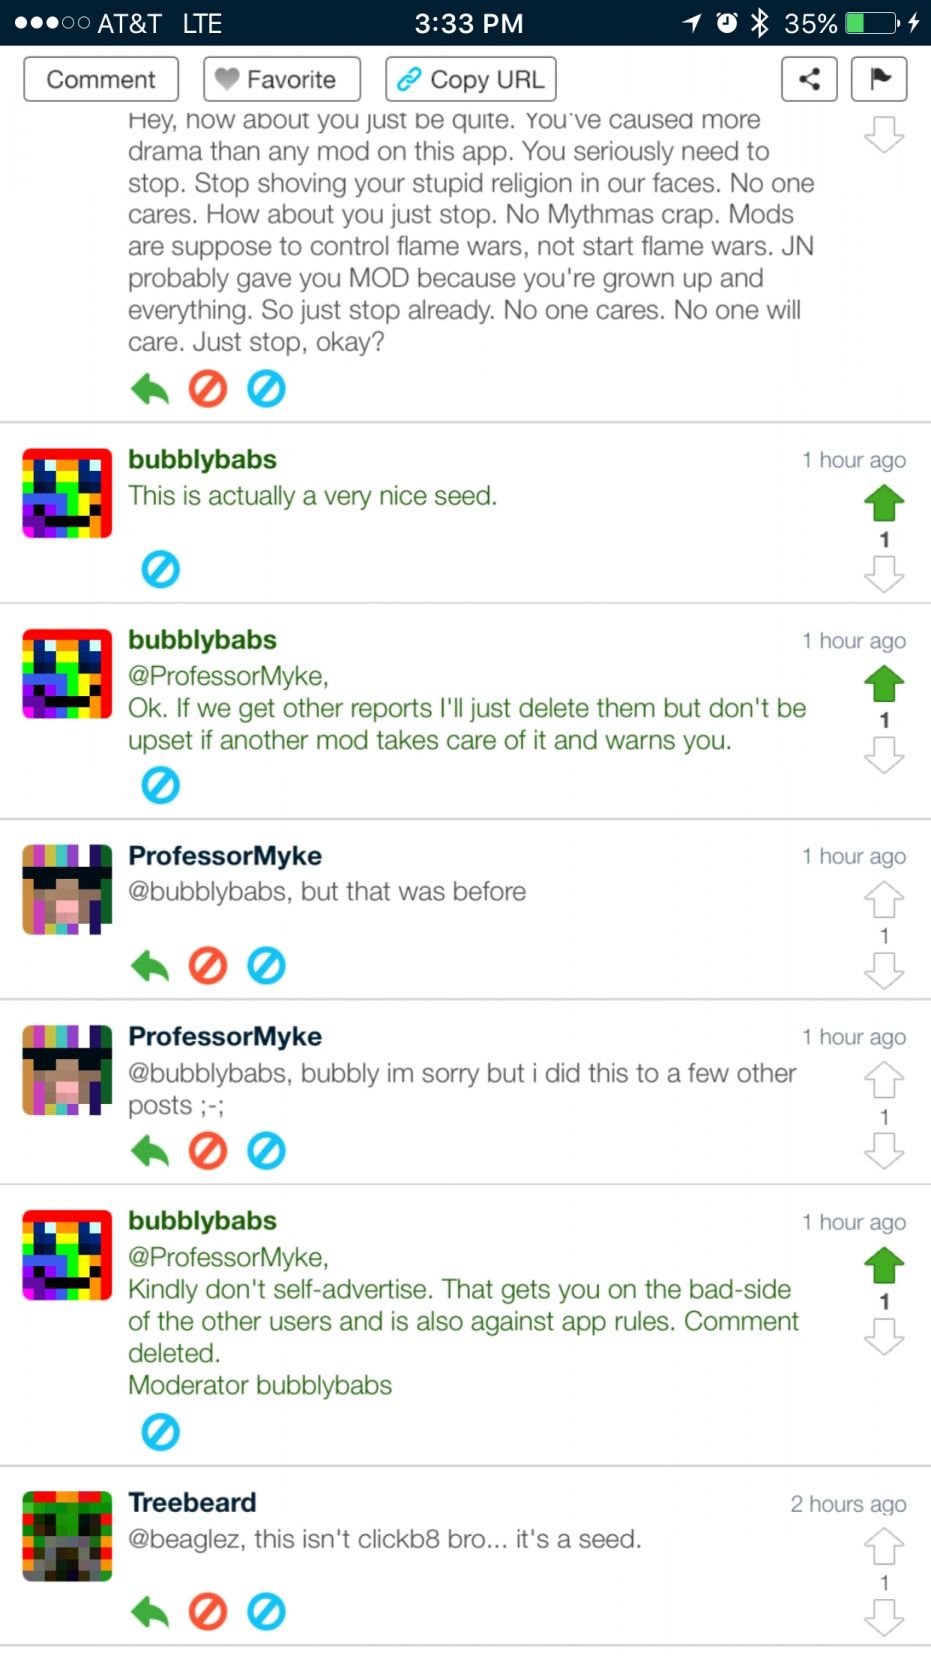 AT&T LTE 3:33 PM 35%
Comment Favorite Copy URL
Hey, how about you just be quite. You've caused more
drama than any mod on this app. You seriously need to
stop. Stop shoving your stupid religion in our faces. No one
cares. How about you just stop. No Mythmas crap. Mods
are suppose to control flame wars, not start flame wars. JN
probably gave you MOD because you're grown up and
everything. So just stop already. No one cares. No one will
care. Just stop, okay?
bubblybabs 1 hour ago
This is actually a very nice seed.
1
bubblybabs 1 hour ago
@ProfessorMyke,
Ok. If we get other reports I'll just delete them but don't be
upset if another mod takes care of it and warns you.
1
ProfessorMyke 1 hour ago
@bubblybabs, but that was before
1
ProfessorMyke 1 hour ago
@bubblybabs, bubbly im sorry but i did this to a few other
posts ;-;
1
bubblybabs 1 hour ago
@ProfessorMyke,
Kindly don't self-advertise. That gets you on the bad-side
of the other users and is also against app rules. Comment
deleted.
Moderator bubblybabs
1
Treebeard 2 hours ago
@beaglez, this isn't clickb8 bro... it's a seed.
1